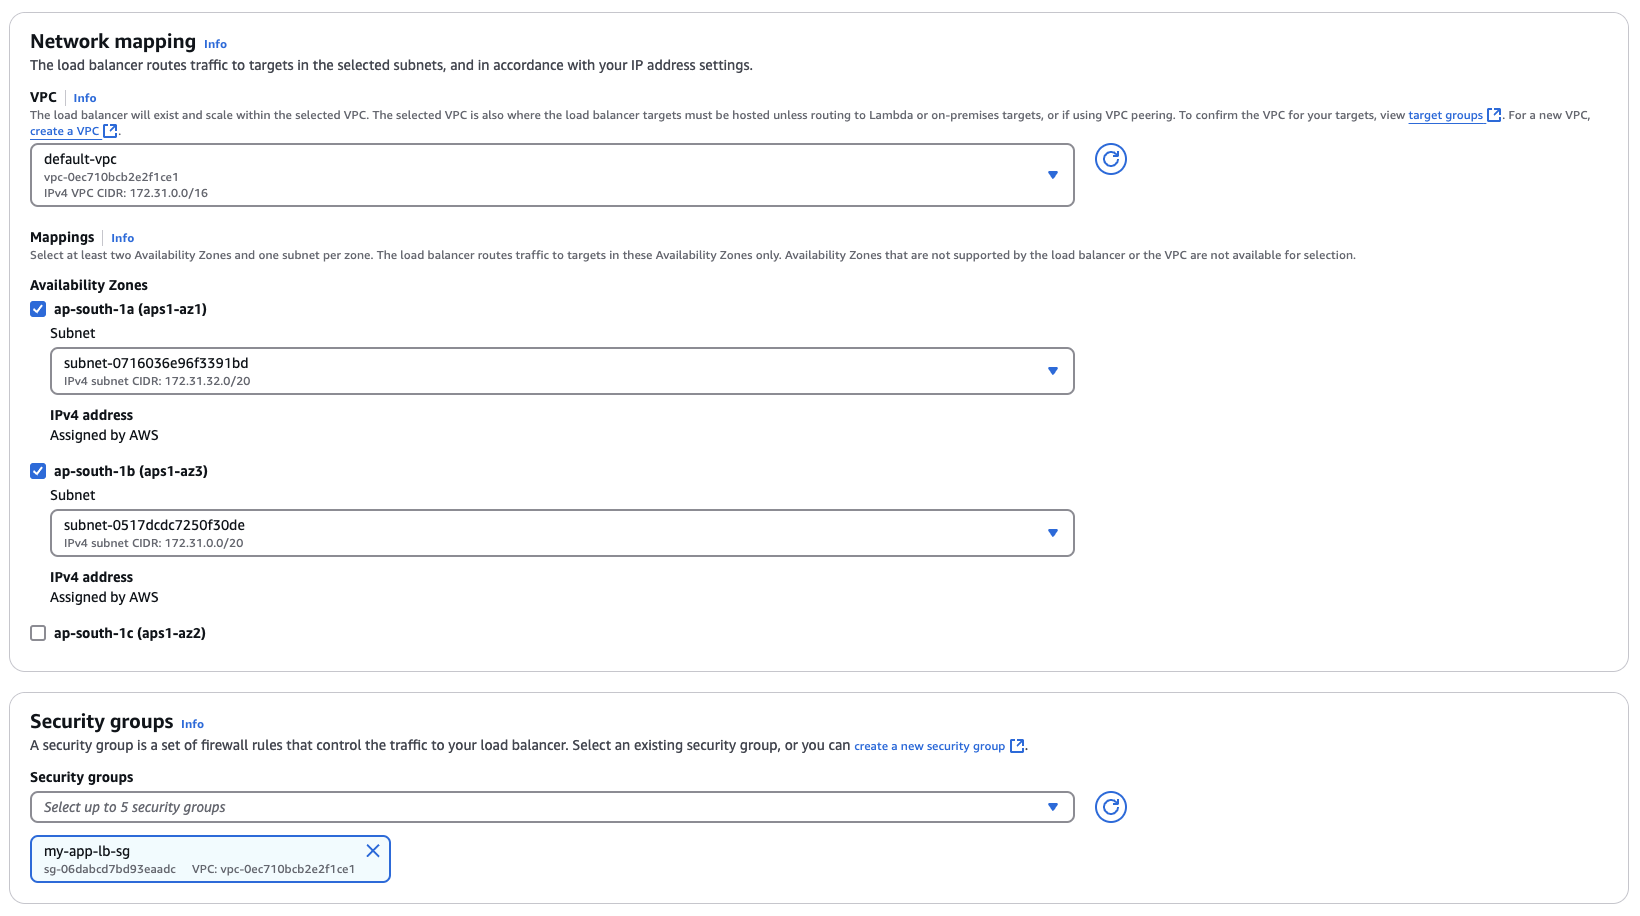 Network mapping Info
The load balancer routes traffic to targets in the selected subnets, and in accordance with your IP address settings.
VPC Info
The load balancer will exist and scale within the selected VPC. The selected VPC is also where the load balancer targets must be hosted unless routing to Lambda or on-premises targets, or if using VPC peering. To confirm the VPC for your targets, view target groups. For a new VPC,
create a VPC.
default-vpc
vpc-0ec710bcb2e2f1ce1
IPv4 VPC CIDR: 172.31.0.0/16
Mappings Info
Select at least two Availability Zones and one subnet per zone. The load balancer routes traffic to targets in these Availability Zones only. Availability Zones that are not supported by the load balancer or the VPC are not available for selection.
Availability Zones
ap-south-1a (aps1-az1)
Subnet
subnet-0716036e96f3391bd
IPv4 subnet CIDR: 172.31.32.0/20
IPv4 address
Assigned by AWS
ap-south-1b (aps1-az3)
Subnet
subnet-0517dcdc7250f30de
IPv4 subnet CIDR: 172.31.0.0/20
IPv4 address
Assigned by AWS
ap-south-1c (aps1-az2)
Security groups Info
A security group is a set of firewall rules that control the traffic to your load balancer. Select an existing security group, or you can create a new security group.
Security groups
Select up to 5 security groups
my-app-lb-sg
sg-06dabcd7bd93eaadc VPC: vpc-0ec710bcb2e2f1ce1